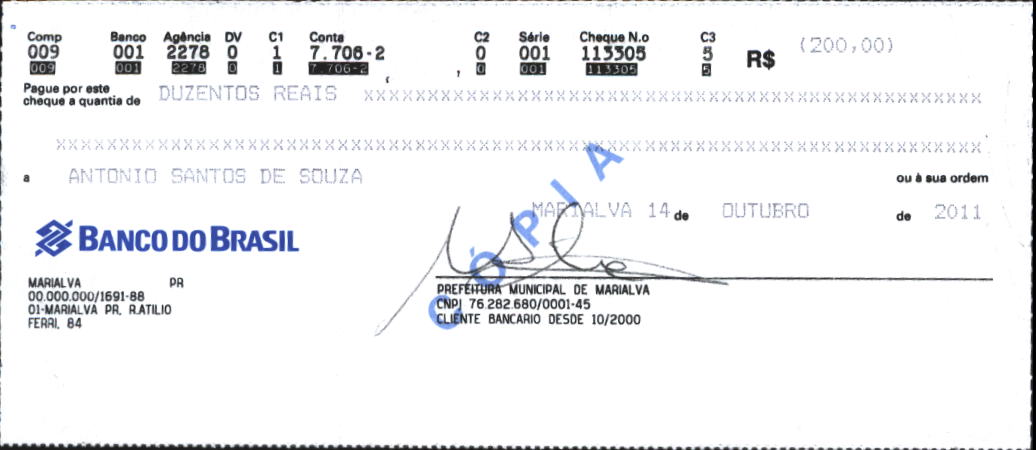 Comp Banco Agência DV C1 Conta C2 Série Cheque N.o C3
009 001 2278 0 1 7.706-2 0 001 113305 5 R$ (200,00)
009 001 2278 0 1 7.706-2 0 001 113305 5
Pague por este
cheque a quantia de DUZENTOS REAIS XXXXXXXXXXXXXXXXXXXXXXXXXXXXXXXXXXXXXXXXXXXXXXXXX
XXXXXXXXXXXXXXXXXXXXXXXXXXXXXXXXXXXXXXXXXXXXXXXXXXXXXXXXXXXXXXXXXXXXXXXXX
a ANTONIO SANTOS DE SOUZA ou à sua ordem
MARIALVA 14 de OUTUBRO de 2011
CÓPIA
BANCO DO BRASIL
MARIALVA PR
00.000.000/1691-88
01-MARIALVA PR. R.ATILIO
FERRI, 84
PREFEITURA MUNICIPAL DE MARIALVA
CNPJ 76.282.680/0001-45
CLIENTE BANCARIO DESDE 10/2000